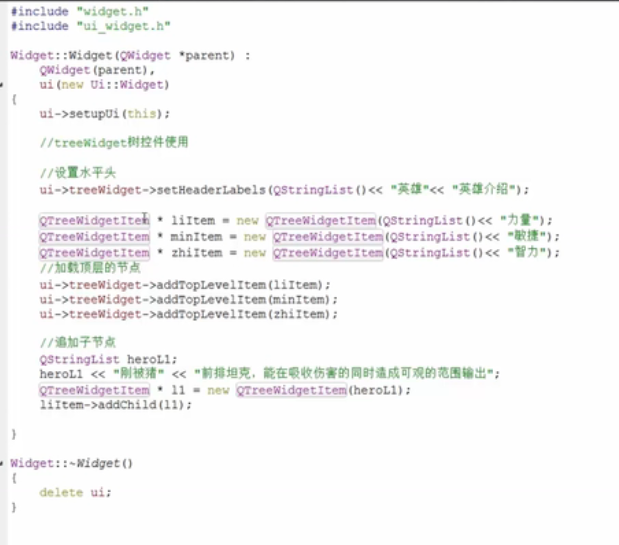 #include "widget.h"
#include "ui_widget.h"
Widget::Widget(QWidget *parent) :
QWidget(parent),
ui(new Ui::Widget)
{
ui->setupUi(this);
//treeWidget树控件使用
//设置水平头
ui->treeWidget->setHeaderLabels(QStringList()<< "英雄"<< "英雄介绍");
QTreeWidgetItem * liItem = new QTreeWidgetItem(QStringList()<< "力量");
QTreeWidgetItem * minItem = new QTreeWidgetItem(QStringList()<< "敏捷");
QTreeWidgetItem * zhiItem = new QTreeWidgetItem(QStringList()<< "智力");
//加载顶层的节点
ui->treeWidget->addTopLevelItem(liItem);
ui->treeWidget->addTopLevelItem(minItem);
ui->treeWidget->addTopLevelItem(zhiItem);
//追加子节点
QStringList heroL1;
heroL1 << "刚被猪" << "前排坦克,能在吸收伤害的同时造成可观的范围输出";
QTreeWidgetItem * l1 = new QTreeWidgetItem(heroL1);
liItem->addChild(l1);
}
Widget::~Widget()
{
delete ui;
}